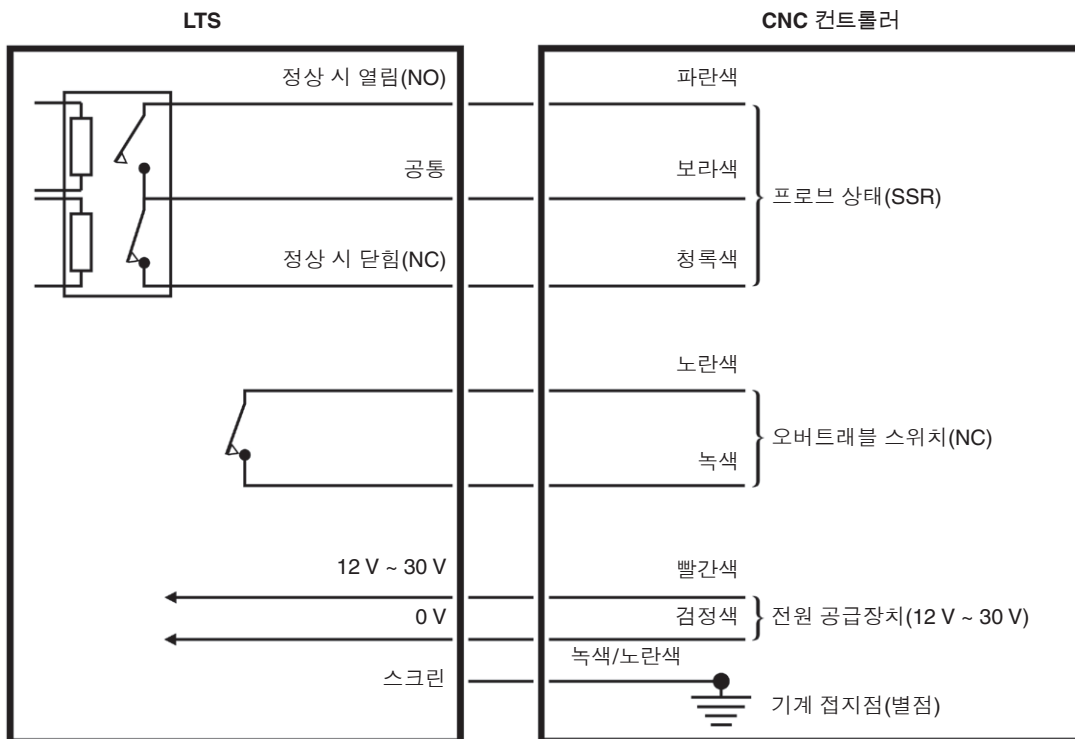 LTS
CNC 컨트롤러
정상 시 열림(NO)
파란색
공통
보라색
프로브 상태(SSR)
정상 시 닫힘(NC)
청록색
노란색
오버트래블 스위치(NC)
녹색
12 V ~ 30 V
빨간색
0 V
검정색
전원 공급장치(12 V ~ 30 V)
녹색/노란색
스크린
기계 접지점(별점)